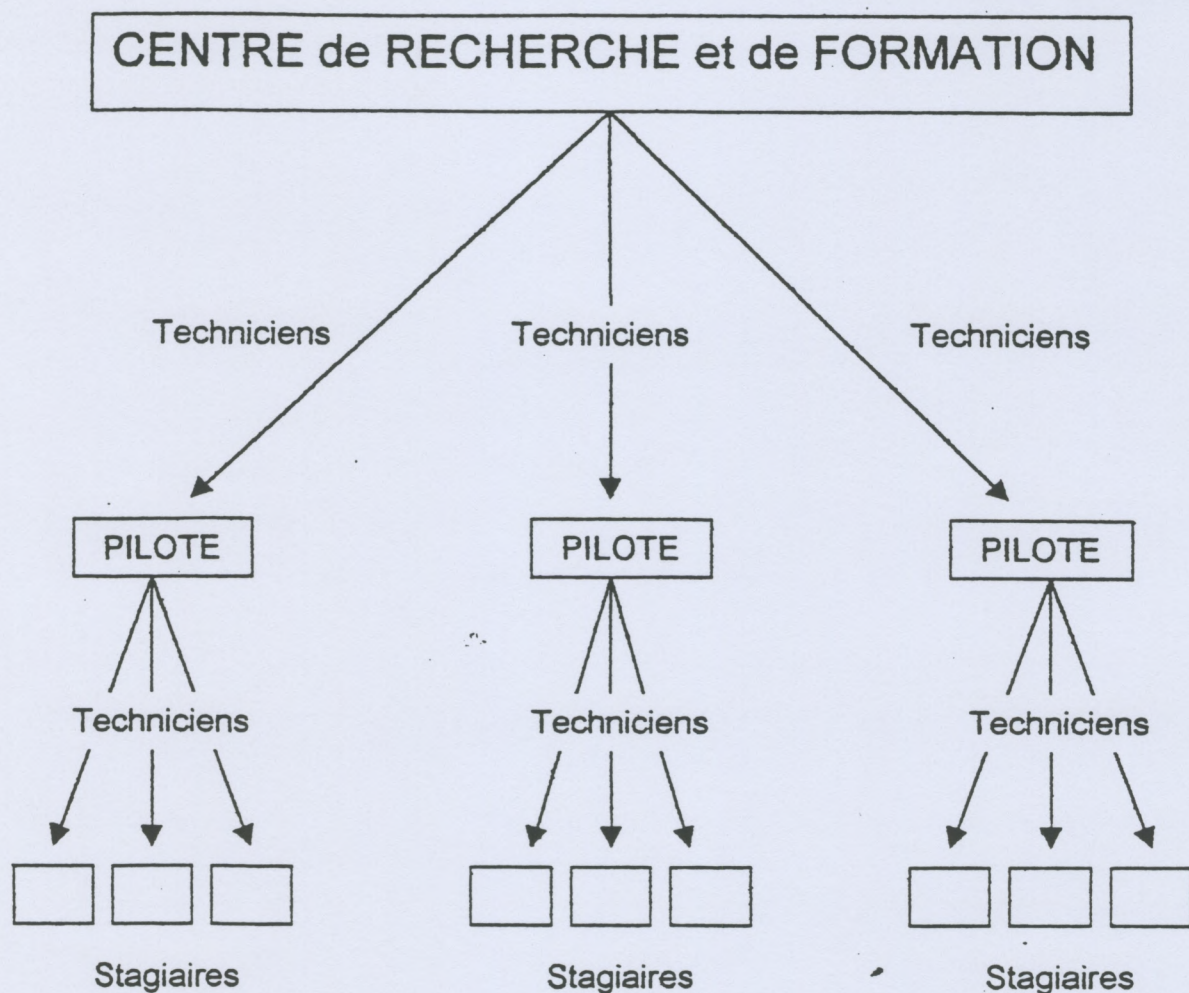 CENTRE de RECHERCHE et de FORMATION
Techniciens Techniciens Techniciens
PILOTE PILOTE PILOTE
Techniciens Techniciens Techniciens
Stagiaires Stagiaires Stagiaires